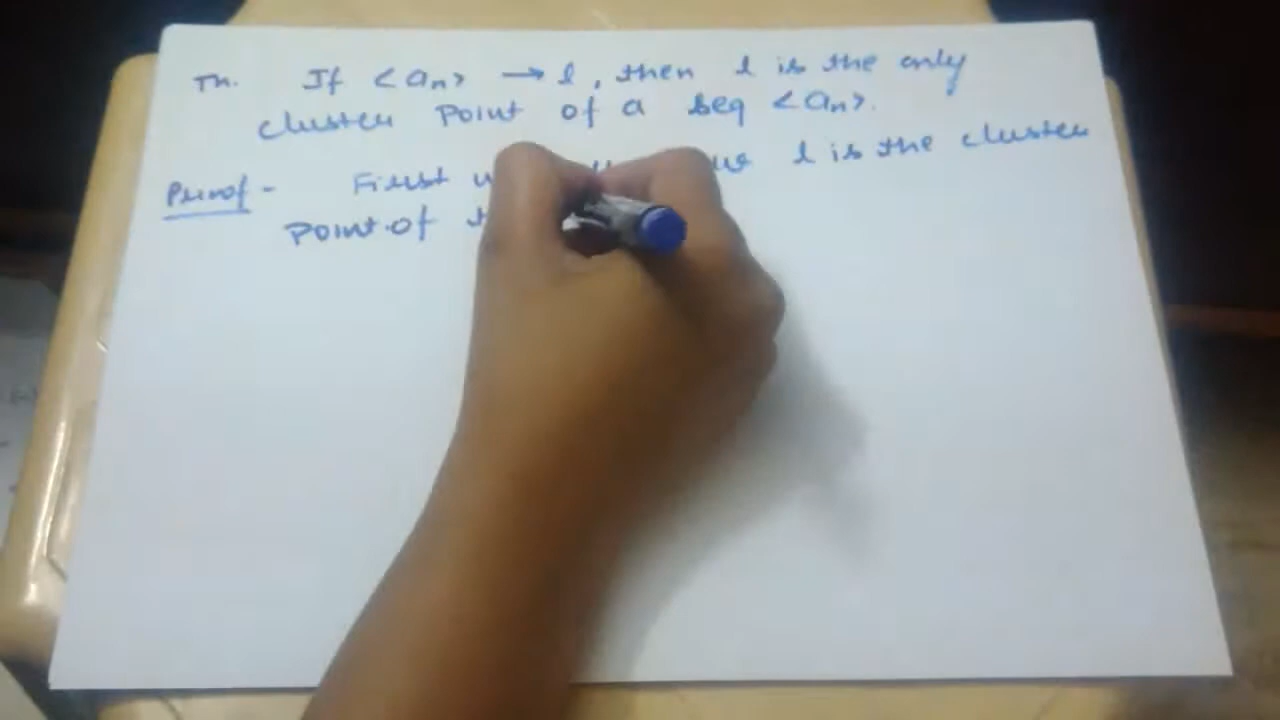 Th. If <an> → l, then l is the only
cluster point of a seq <an>.
Proof - First l is the cluster
Point of